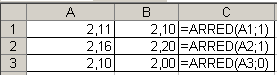 A B C
1 2,11 2,10 =ARRED(A1;1)
2 2,16 2,20 =ARRED(A2;1)
3 2,10 2,00 =ARRED(A3;0)